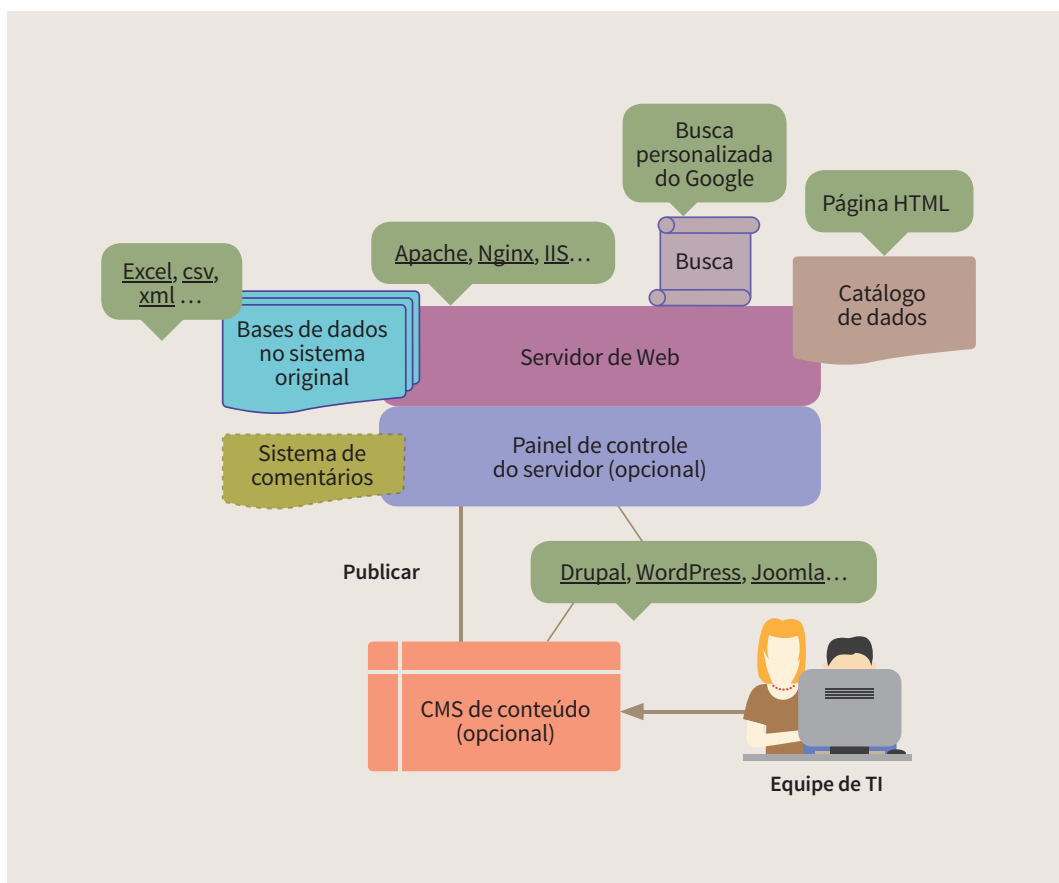 Busca
personalizada
do Google
Página HTML
Apache, Nginx, IIS...
Excel, csv,
xml ...
Busca
Catálogo
de dados
Bases de dados
no sistema
original
Servidor de Web
Painel de controle
do servidor (opcional)
Sistema de
comentários
Publicar
Drupal, WordPress, Joomla...
CMS de conteúdo
(opcional)
Equipe de TI